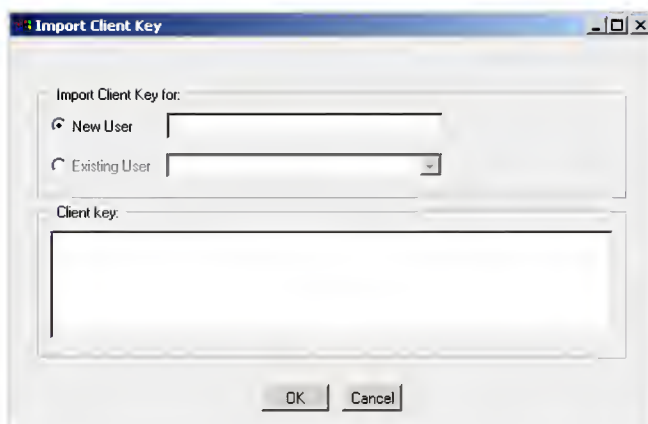 Import Client Key
Import Client Key for:
New User
Existing User
Client key:
OK Cancel